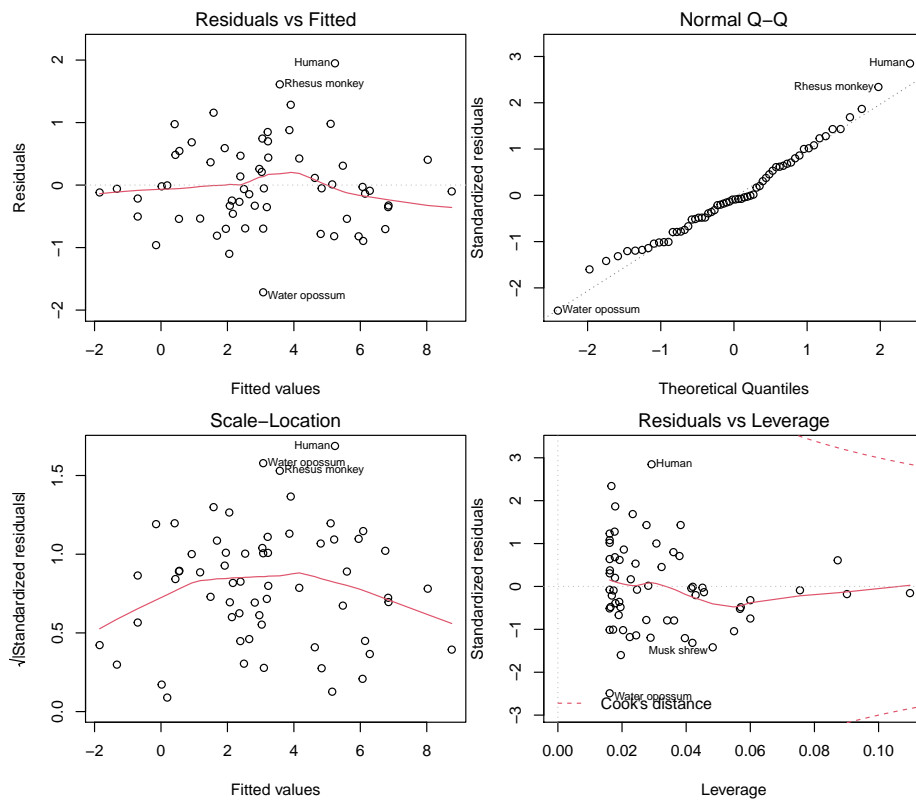 Residuals vs Fitted
Residuals
2
1
0
−1
−2
Human
Rhesus monkey
Water opossum
−2 0 2 4 6 8
Fitted values
Normal Q−Q
Standardized residuals
3
2
1
0
−1
−2
Human
Rhesus monkey
Water opossum
−2 −1 0 1 2
Theoretical Quantiles
Scale−Location
√|Standardized residuals|
1.5
1.0
0.5
0.0
Human
Water opossum
Rhesus monkey
−2 0 2 4 6 8
Fitted values
Residuals vs Leverage
Standardized residuals
3
2
1
0
−1
−2
−3
Human
Musk shrew
Water opossum
Cook's distance
0.00 0.02 0.04 0.06 0.08 0.10
Leverage